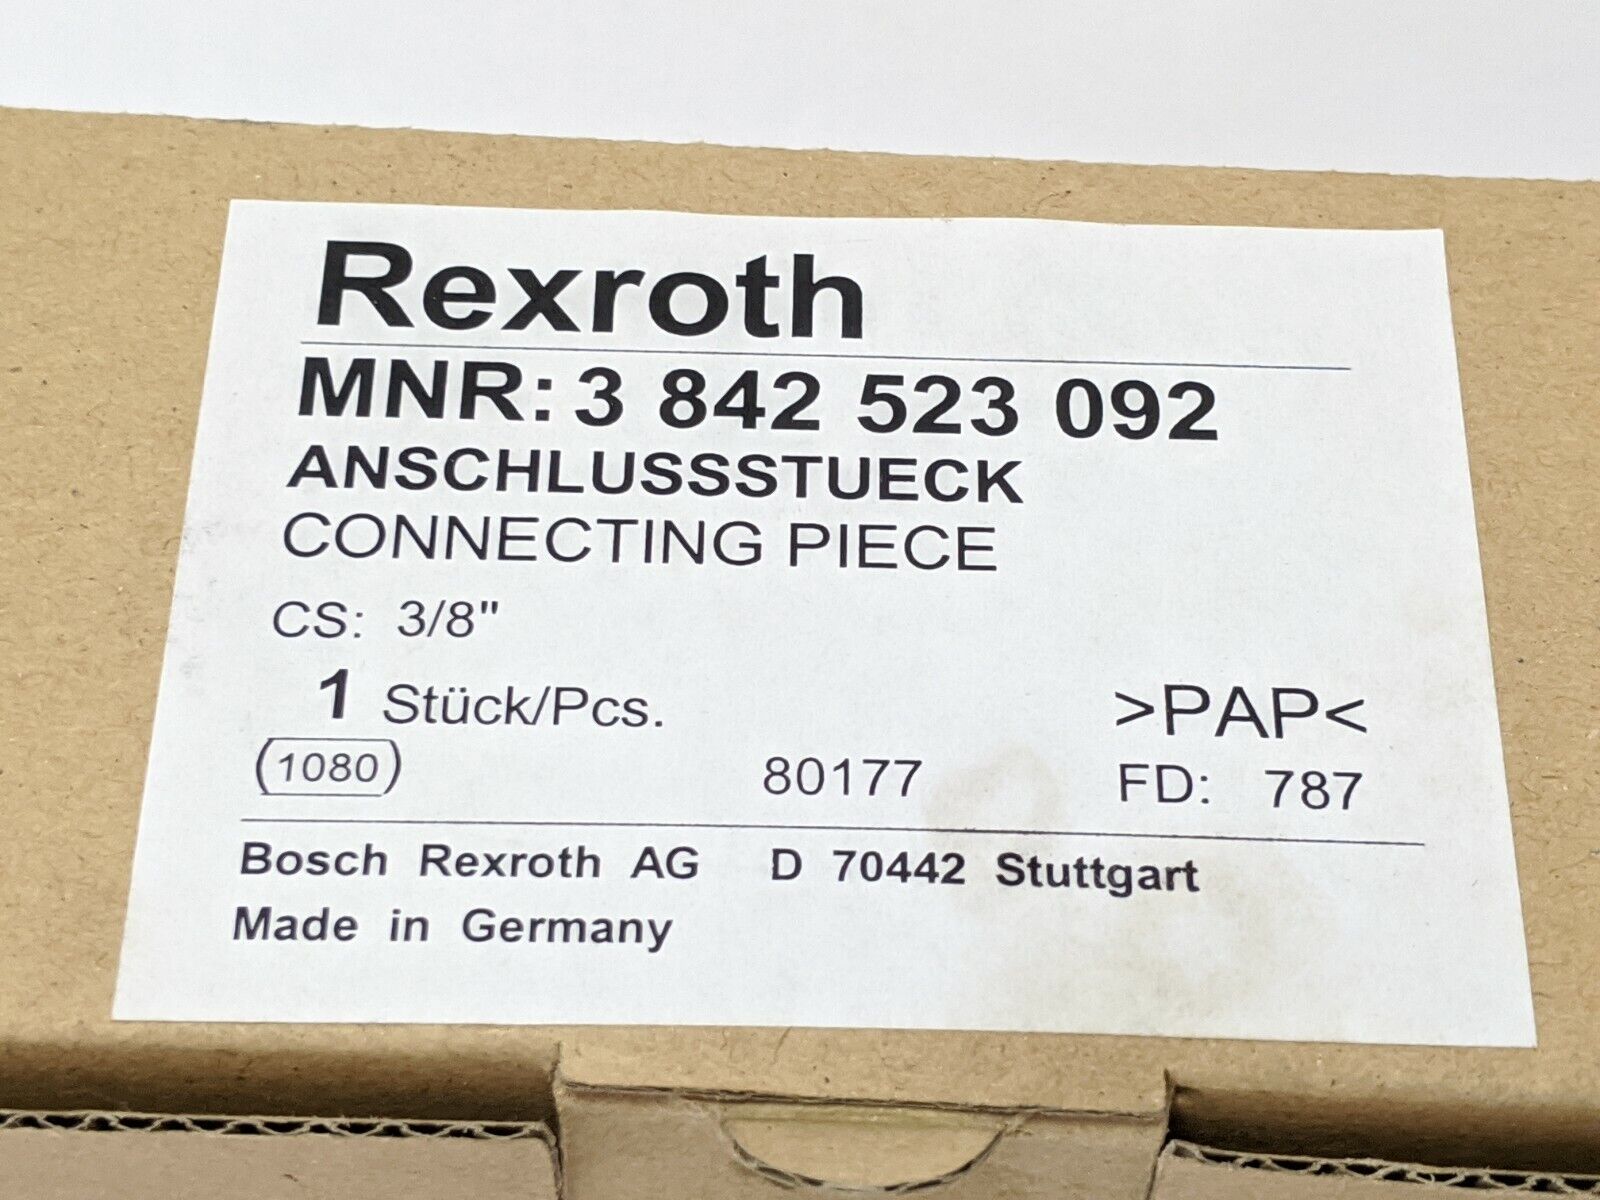 Rexroth
MNR: 3 842 523 092
ANSCHLUSSSTUECK
CONNECTING PIECE
CS: 3/8"
1 Stück/Pcs. >PAP<
1080 80177 FD: 787
Bosch Rexroth AG D 70442 Stuttgart
Made in Germany